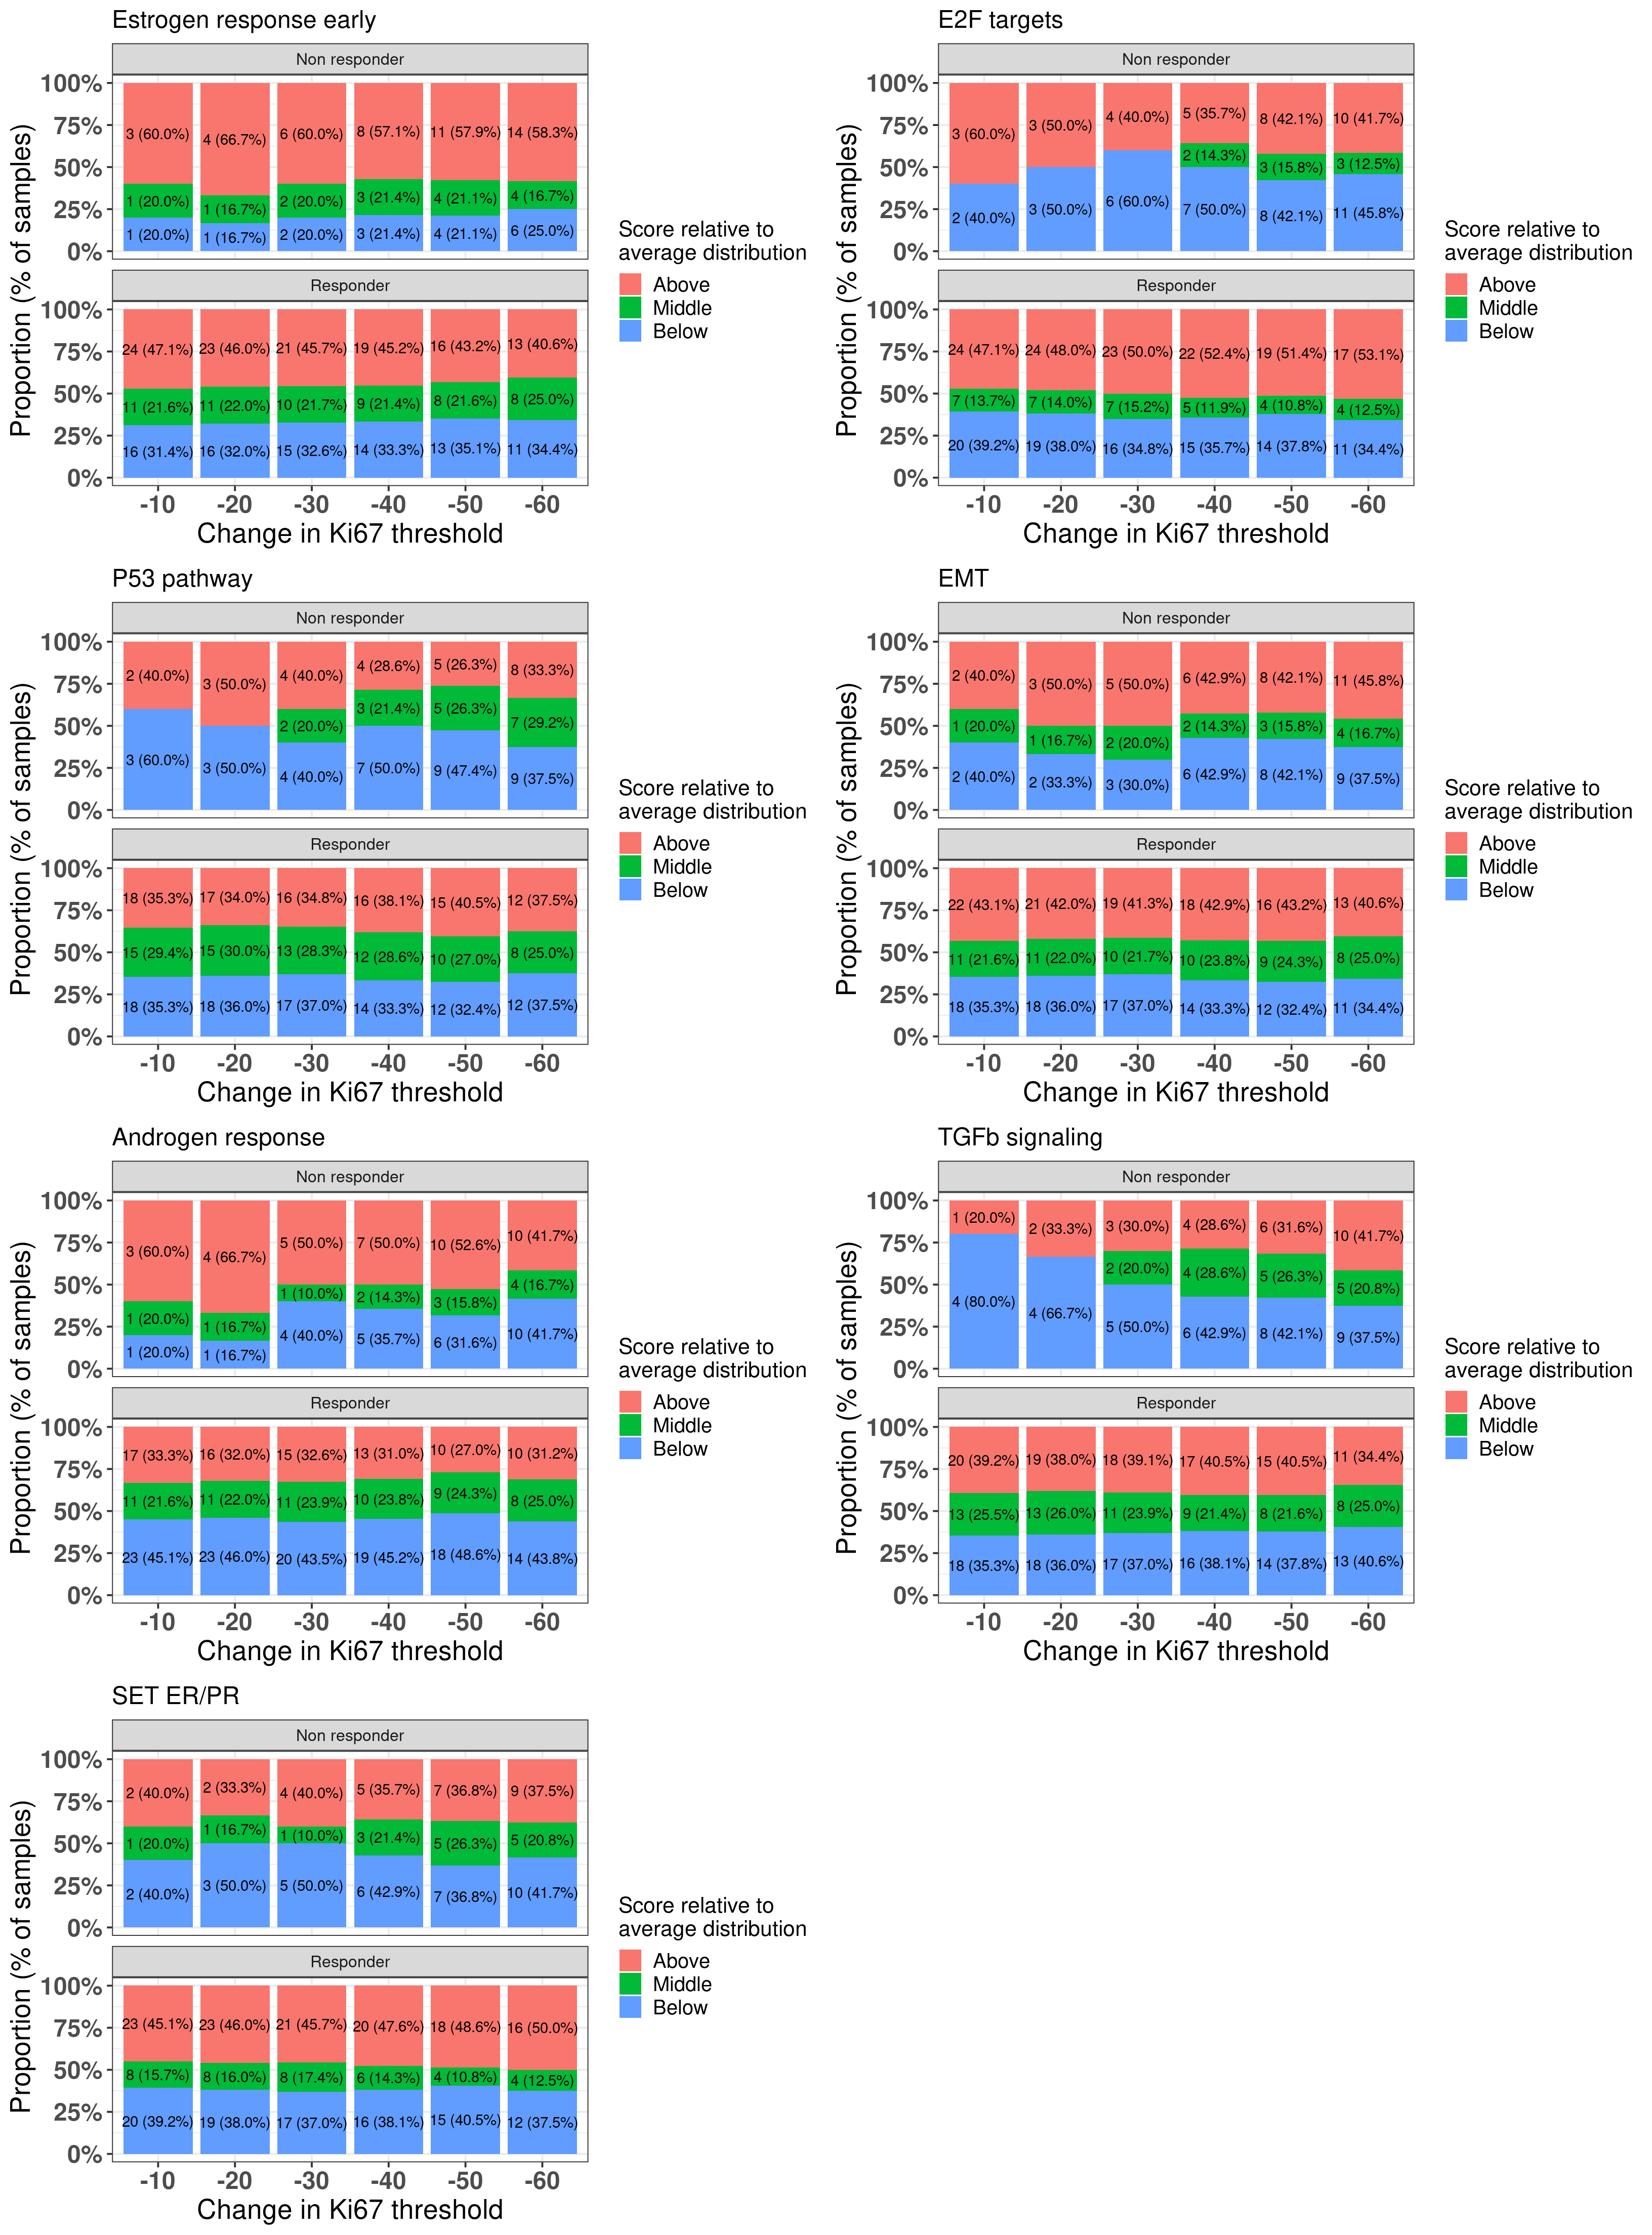 Estrogen response early
Non responder
100%
75%
50%
25%
0%
3 (60.0%) 4 (66.7%) 6 (60.0%) 8 (57.1%) 11 (57.9%) 14 (58.3%)
1 (20.0%) 1 (16.7%) 2 (20.0%) 3 (21.4%) 4 (21.1%) 4 (16.7%)
1 (20.0%) 1 (16.7%) 2 (20.0%) 3 (21.4%) 4 (21.1%) 6 (25.0%)
Responder
100%
75%
50%
25%
0%
24 (47.1%) 23 (46.0%) 21 (45.7%) 19 (45.2%) 16 (43.2%) 13 (40.6%)
11 (21.6%) 11 (22.0%) 10 (21.7%) 9 (21.4%) 8 (21.6%) 8 (25.0%)
16 (31.4%) 16 (32.0%) 15 (32.6%) 14 (33.3%) 13 (35.1%) 11 (34.4%)
-10 -20 -30 -40 -50 -60
Change in Ki67 threshold
Proportion (% of samples)
Score relative to
average distribution
Above
Middle
Below
E2F targets
Non responder
100%
75%
50%
25%
0%
3 (60.0%) 3 (50.0%) 4 (40.0%) 5 (35.7%) 8 (42.1%) 10 (41.7%)
2 (14.3%) 3 (15.8%) 3 (12.5%)
2 (40.0%) 3 (50.0%) 6 (60.0%) 7 (50.0%) 8 (42.1%) 11 (45.8%)
Responder
100%
75%
50%
25%
0%
24 (47.1%) 24 (48.0%) 23 (50.0%) 22 (52.4%) 19 (51.4%) 17 (53.1%)
7 (13.7%) 7 (14.0%) 7 (15.2%) 5 (11.9%) 4 (10.8%) 4 (12.5%)
20 (39.2%) 19 (38.0%) 16 (34.8%) 15 (35.7%) 14 (37.8%) 11 (34.4%)
-10 -20 -30 -40 -50 -60
Change in Ki67 threshold
Proportion (% of samples)
Score relative to
average distribution
Above
Middle
Below
P53 pathway
Non responder
100%
75%
50%
25%
0%
2 (40.0%) 3 (50.0%) 4 (40.0%) 4 (28.6%) 5 (26.3%) 8 (33.3%)
2 (20.0%) 3 (21.4%) 5 (26.3%) 7 (29.2%)
3 (60.0%) 3 (50.0%) 4 (40.0%) 7 (50.0%) 9 (47.4%) 9 (37.5%)
Responder
100%
75%
50%
25%
0%
18 (35.3%) 17 (34.0%) 16 (34.8%) 16 (38.1%) 15 (40.5%) 12 (37.5%)
15 (29.4%) 15 (30.0%) 13 (28.3%) 12 (28.6%) 10 (27.0%) 8 (25.0%)
18 (35.3%) 18 (36.0%) 17 (37.0%) 14 (33.3%) 12 (32.4%) 12 (37.5%)
-10 -20 -30 -40 -50 -60
Change in Ki67 threshold
Proportion (% of samples)
Score relative to
average distribution
Above
Middle
Below
EMT
Non responder
100%
75%
50%
25%
0%
2 (40.0%) 3 (50.0%) 5 (50.0%) 6 (42.9%) 8 (42.1%) 11 (45.8%)
1 (20.0%) 1 (16.7%) 2 (20.0%) 2 (14.3%) 3 (15.8%) 4 (16.7%)
2 (40.0%) 2 (33.3%) 3 (30.0%) 6 (42.9%) 8 (42.1%) 9 (37.5%)
Responder
100%
75%
50%
25%
0%
22 (43.1%) 21 (42.0%) 19 (41.3%) 18 (42.9%) 16 (43.2%) 13 (40.6%)
11 (21.6%) 11 (22.0%) 10 (21.7%) 10 (23.8%) 9 (24.3%) 8 (25.0%)
18 (35.3%) 18 (36.0%) 17 (37.0%) 14 (33.3%) 12 (32.4%) 11 (34.4%)
-10 -20 -30 -40 -50 -60
Change in Ki67 threshold
Proportion (% of samples)
Score relative to
average distribution
Above
Middle
Below
Androgen response
Non responder
100%
75%
50%
25%
0%
3 (60.0%) 4 (66.7%) 5 (50.0%) 7 (50.0%) 10 (52.6%) 10 (41.7%)
1 (20.0%) 1 (16.7%) 1 (10.0%) 2 (14.3%) 3 (15.8%) 4 (16.7%)
1 (20.0%) 1 (16.7%) 4 (40.0%) 5 (35.7%) 6 (31.6%) 10 (41.7%)
Responder
100%
75%
50%
25%
0%
17 (33.3%) 16 (32.0%) 15 (32.6%) 13 (31.0%) 10 (27.0%) 10 (31.2%)
11 (21.6%) 11 (22.0%) 11 (23.9%) 10 (23.8%) 9 (24.3%) 8 (25.0%)
23 (45.1%) 23 (46.0%) 20 (43.5%) 19 (45.2%) 18 (48.6%) 14 (43.8%)
-10 -20 -30 -40 -50 -60
Change in Ki67 threshold
Proportion (% of samples)
Score relative to
average distribution
Above
Middle
Below
TGFb signaling
Non responder
100%
75%
50%
25%
0%
1 (20.0%) 2 (33.3%) 3 (30.0%) 4 (28.6%) 6 (31.6%) 10 (41.7%)
2 (20.0%) 4 (28.6%) 5 (26.3%) 5 (20.8%)
4 (80.0%) 4 (66.7%) 5 (50.0%) 6 (42.9%) 8 (42.1%) 9 (37.5%)
Responder
100%
75%
50%
25%
0%
20 (39.2%) 19 (38.0%) 18 (39.1%) 17 (40.5%) 15 (40.5%) 11 (34.4%)
13 (25.5%) 13 (26.0%) 11 (23.9%) 9 (21.4%) 8 (21.6%) 8 (25.0%)
18 (35.3%) 18 (36.0%) 17 (37.0%) 16 (38.1%) 14 (37.8%) 13 (40.6%)
-10 -20 -30 -40 -50 -60
Change in Ki67 threshold
Proportion (% of samples)
Score relative to
average distribution
Above
Middle
Below
SET ER/PR
Non responder
100%
75%
50%
25%
0%
2 (40.0%) 2 (33.3%) 4 (40.0%) 5 (35.7%) 7 (36.8%) 9 (37.5%)
1 (20.0%) 1 (16.7%) 1 (10.0%) 3 (21.4%) 5 (26.3%) 5 (20.8%)
2 (40.0%) 3 (50.0%) 5 (50.0%) 6 (42.9%) 7 (36.8%) 10 (41.7%)
Responder
100%
75%
50%
25%
0%
23 (45.1%) 23 (46.0%) 21 (45.7%) 20 (47.6%) 18 (48.6%) 16 (50.0%)
8 (15.7%) 8 (16.0%) 8 (17.4%) 6 (14.3%) 4 (10.8%) 4 (12.5%)
20 (39.2%) 19 (38.0%) 17 (37.0%) 16 (38.1%) 15 (40.5%) 12 (37.5%)
-10 -20 -30 -40 -50 -60
Change in Ki67 threshold
Proportion (% of samples)
Score relative to
average distribution
Above
Middle
Below